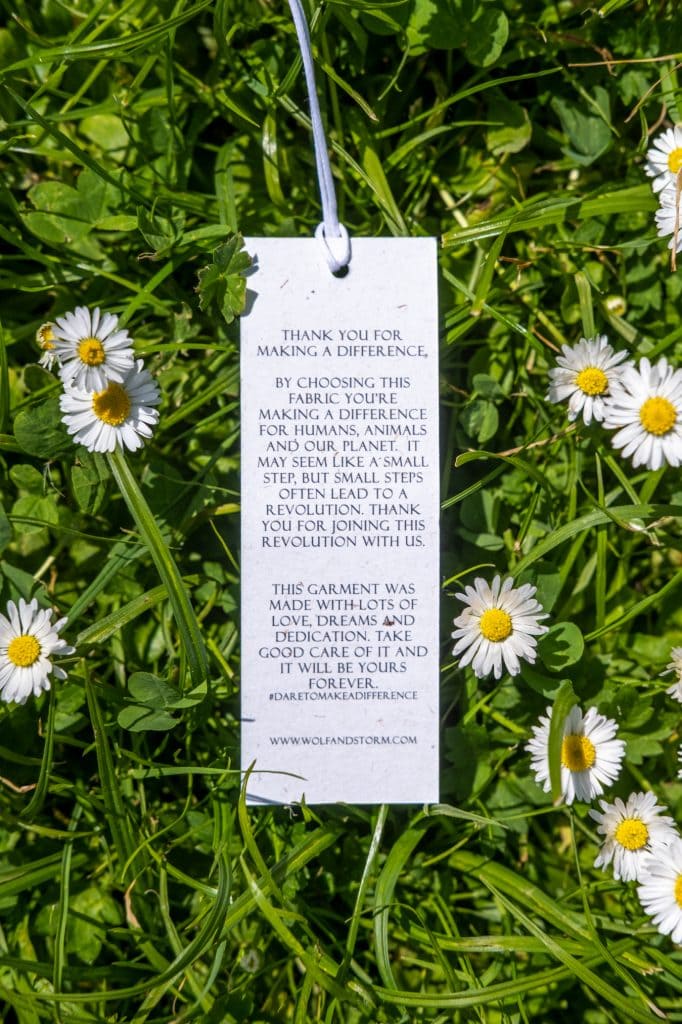 THANK YOU FOR
MAKING A DIFFERENCE.
BY CHOOSING THIS
FABRIC YOU'RE
MAKING A DIFFERENCE
FOR HUMANS, ANIMALS
AND OUR PLANET. IT
MAY SEEM LIKE A SMALL
STEP, BUT SMALL STEPS
OFTEN LEAD TO A
REVOLUTION. THANK
YOU FOR JOINING THIS
REVOLUTION WITH US.
THIS GARMENT WAS
MADE WITH LOTS OF
LOVE, DREAMS AND
DEDICATION. TAKE
GOOD CARE OF IT AND
IT WILL BE YOURS
FOREVER.
#DARETOMAKEADIFFERENCE
WWW.WOLFANDSTORM.COM